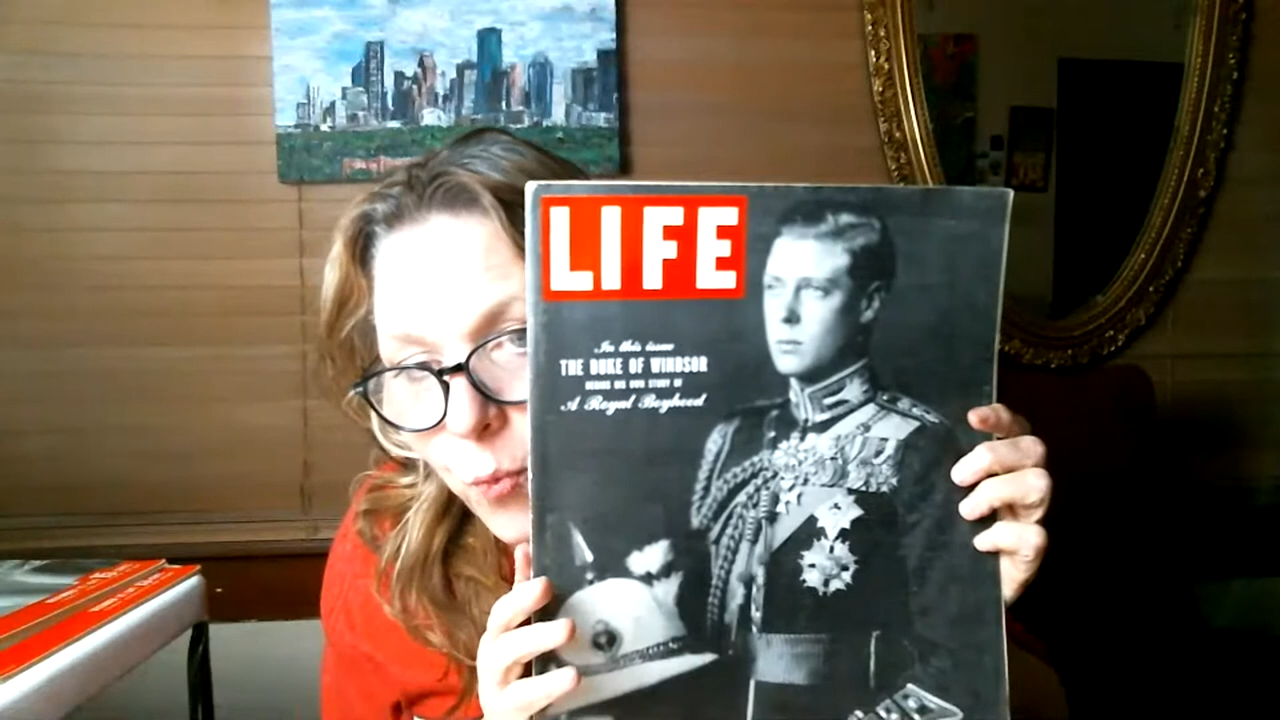 LIFE
In this issue
THE DUKE OF WINDSOR
BEGINS HIS OWN STORY OF
A Royal Boyhood